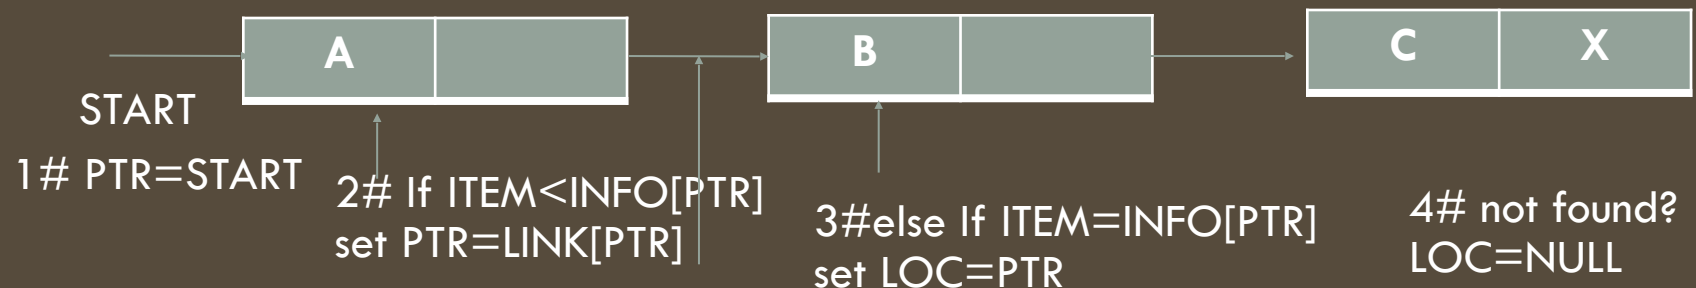 A
B
C X
START
1# PTR=START
2# If ITEM<INFO[PTR]
set PTR=LINK[PTR]
3#else If ITEM=INFO[PTR]
set LOC=PTR
4# not found?
LOC=NULL